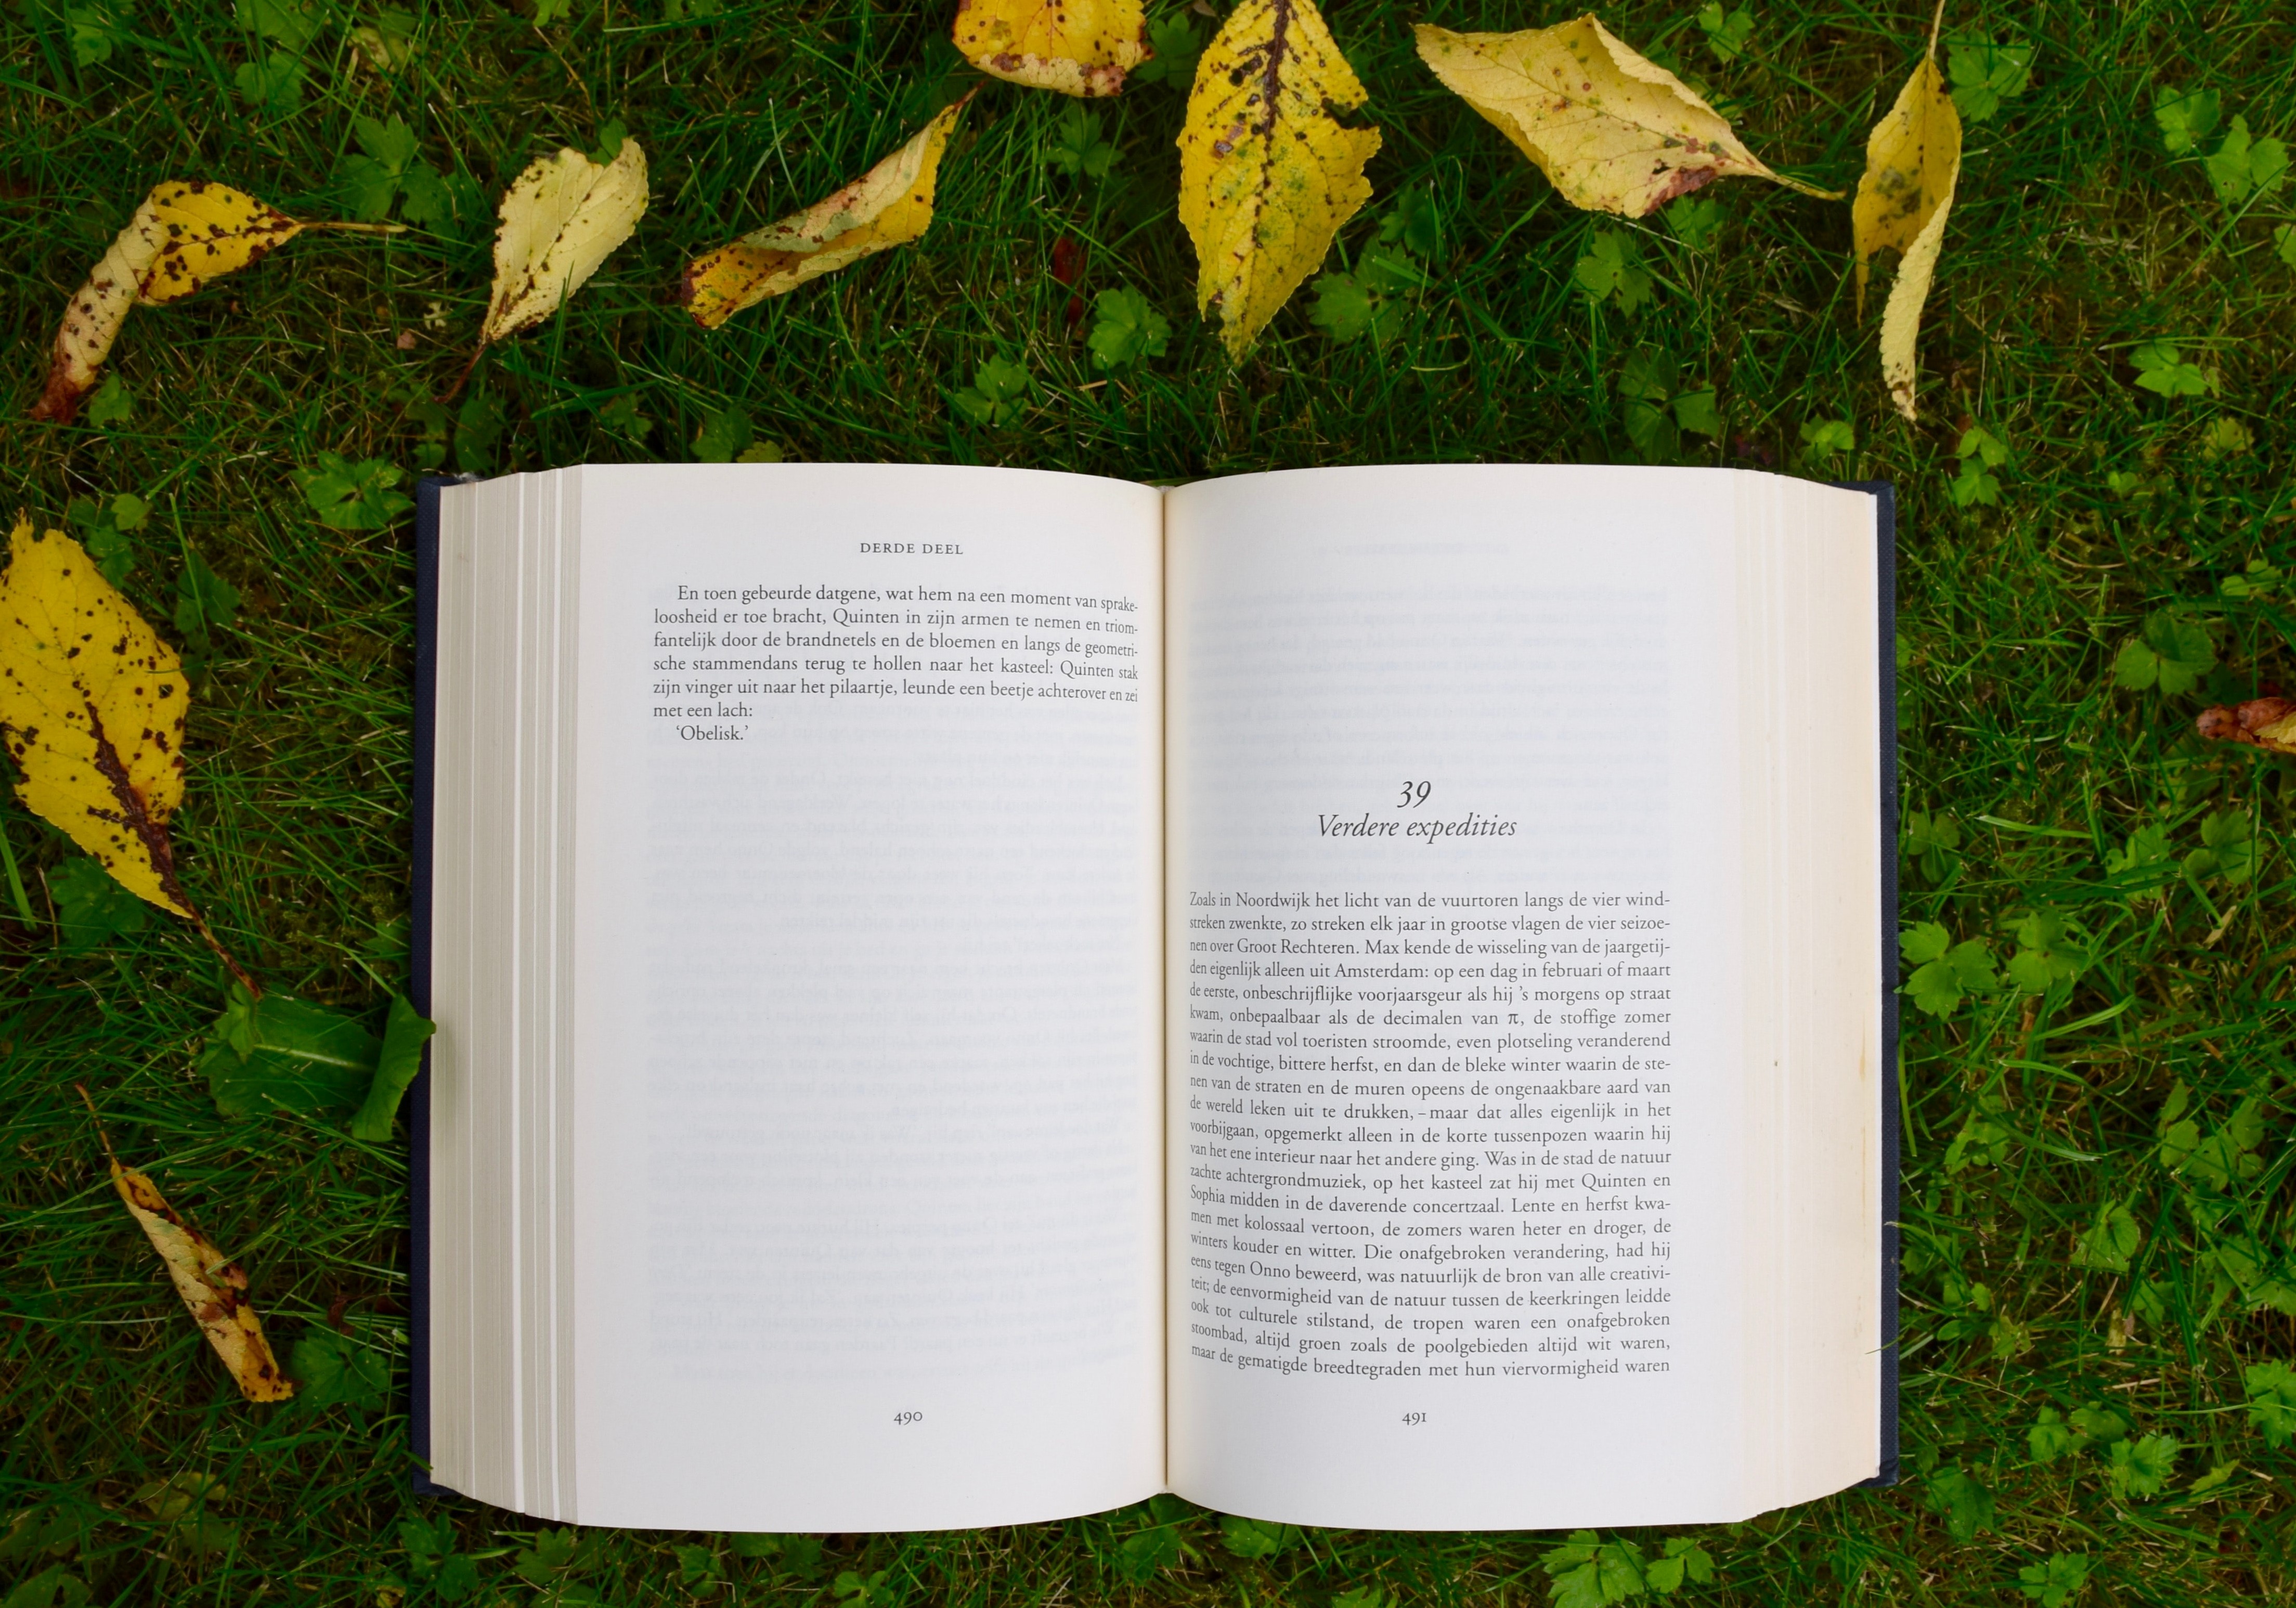 DERDE DEEL
En toen gebeurde datgene, wat hem na een moment van sprake-
loosheid er toe bracht, Quinten in zijn armen te nemen en triom-
fantelijk door de brandnetels en de bloemen en langs de geometri-
sche stammendans terug te hollen naar het kasteel: Quinten stak
zijn vinger uit naar het pilaartje, leunde een beetje achterover en zei
met een lach:
‘Obelisk.’
490
39
Verdere expedities
Zoals in Noordwijk het licht van de vuurtoren langs de vier wind-
streken zwenkte, zo streken elk jaar in grootse vlagen de vier seizoe-
nen over Groot Rechteren. Max kende de wisseling van de jaargetij-
den eigenlijk alleen uit Amsterdam: op een dag in februari of maart
de eerste, onbeschrijflijke voorjaarsgeur als hij ’s morgens op straat
kwam, onbepaalbaar als de decimalen van π, de stoffige zomer
waarin de stad vol toeristen stroomde, even plotseling veranderend
in de vochtige, bittere herfst, en dan de bleke winter waarin de ste-
nen van de straten en de muren opeens de ongenaakbare aard van
de wereld leken uit te drukken, – maar dat alles eigenlijk in het
voorbijgaan, opgemerkt alleen in de korte tussenpozen waarin hij
van het ene interieur naar het andere ging. Was in de stad de natuur
zachte achtergrondmuziek, op het kasteel zat hij met Quinten en
Sophia midden in de daverende concertzaal. Lente en herfst kwa-
men met kolossaal vertoon, de zomers waren heter en droger, de
winters kouder en witter. Die onafgebroken verandering, had hij
eens tegen Onno beweerd, was natuurlijk de bron van alle creativi-
teit; de eenvormigheid van de natuur tussen de keerkringen leidde
ook tot culturele stilstand, de tropen waren een onafgebroken
stoombad, altijd groen zoals de poolgebieden altijd wit waren,
maar de gematigde breedtegraden met hun viervormigheid waren
491